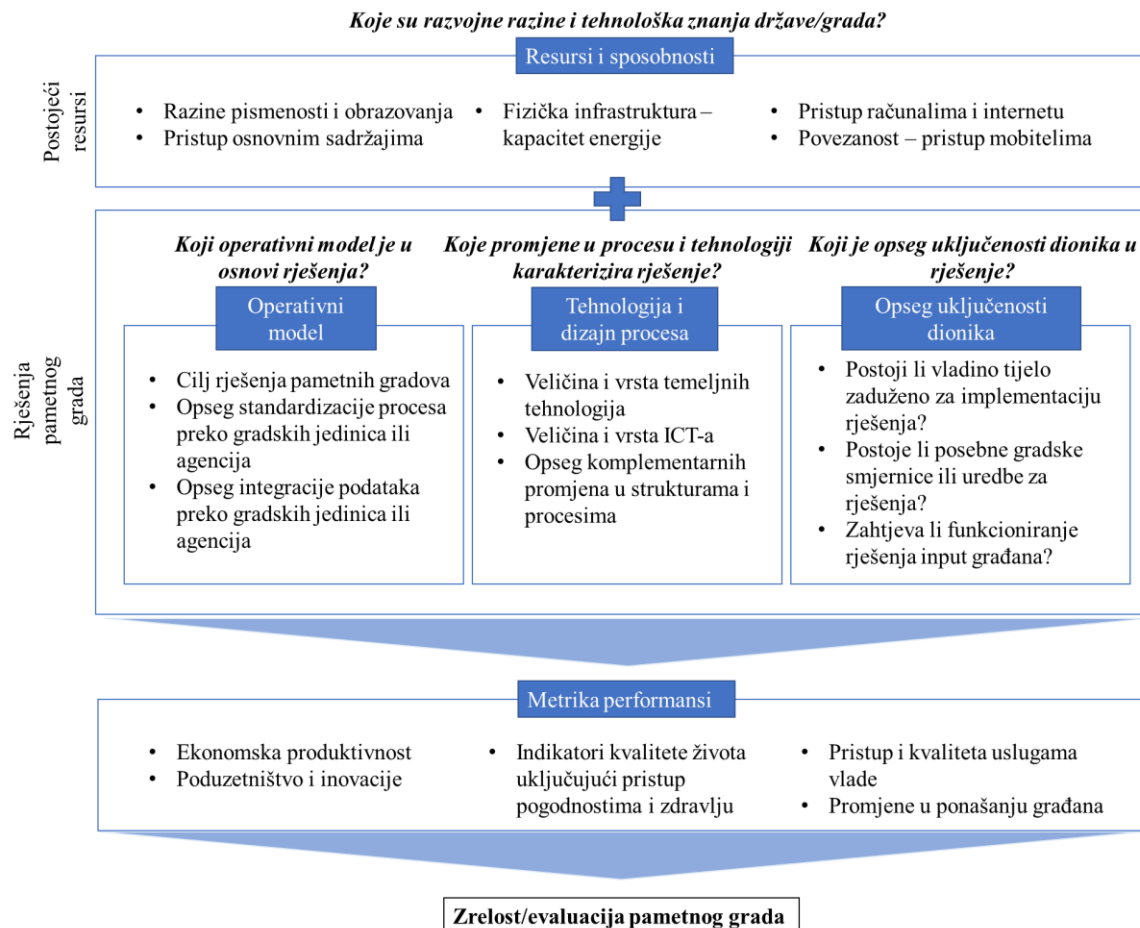 Koje su razvojne razine i tehnološka znanja države/grada?
Resursi i sposobnosti
Postojeći
resursi
• Razine pismenosti i obrazovanja
• Pristup osnovnim sadržajima
• Fizička infrastruktura –
kapacitet energije
• Pristup računalima i internetu
• Povezanost – pristup mobitelima
Rješenja
pametnog
grada
Koji operativni model je u
osnovi rješenja?
Operativni
model
• Cilj rješenja pametnih gradova
• Opseg standardizacije procesa
preko gradskih jedinica ili
agencija
• Opseg integracije podataka
preko gradskih jedinica ili
agencija
Koje promjene u procesu i tehnologiji
karakterizira rješenje?
Tehnologija i
dizajn procesa
• Veličina i vrsta temeljnih
tehnologija
• Veličina i vrsta ICT-a
• Opseg komplementarnih
promjena u strukturama i
procesima
Koji je opseg uključenosti dionika u
rješenje?
Opseg uključenosti
dionika
• Postoji li vladino tijelo
zaduženo za implementaciju
rješenja?
• Postoje li posebne gradske
smjernice ili uredbe za
rješenja?
• Zahtjeva li funkcioniranje
rješenja input građana?
Metrika performansi
• Ekonomska produktivnost
• Poduzetništvo i inovacije
• Indikatori kvalitete života
uključujući pristup
pogodnostima i zdravlju
• Pristup i kvaliteta uslugama
vlade
• Promjene u ponašanju građana
Zrelost/evaluacija pametnog grada